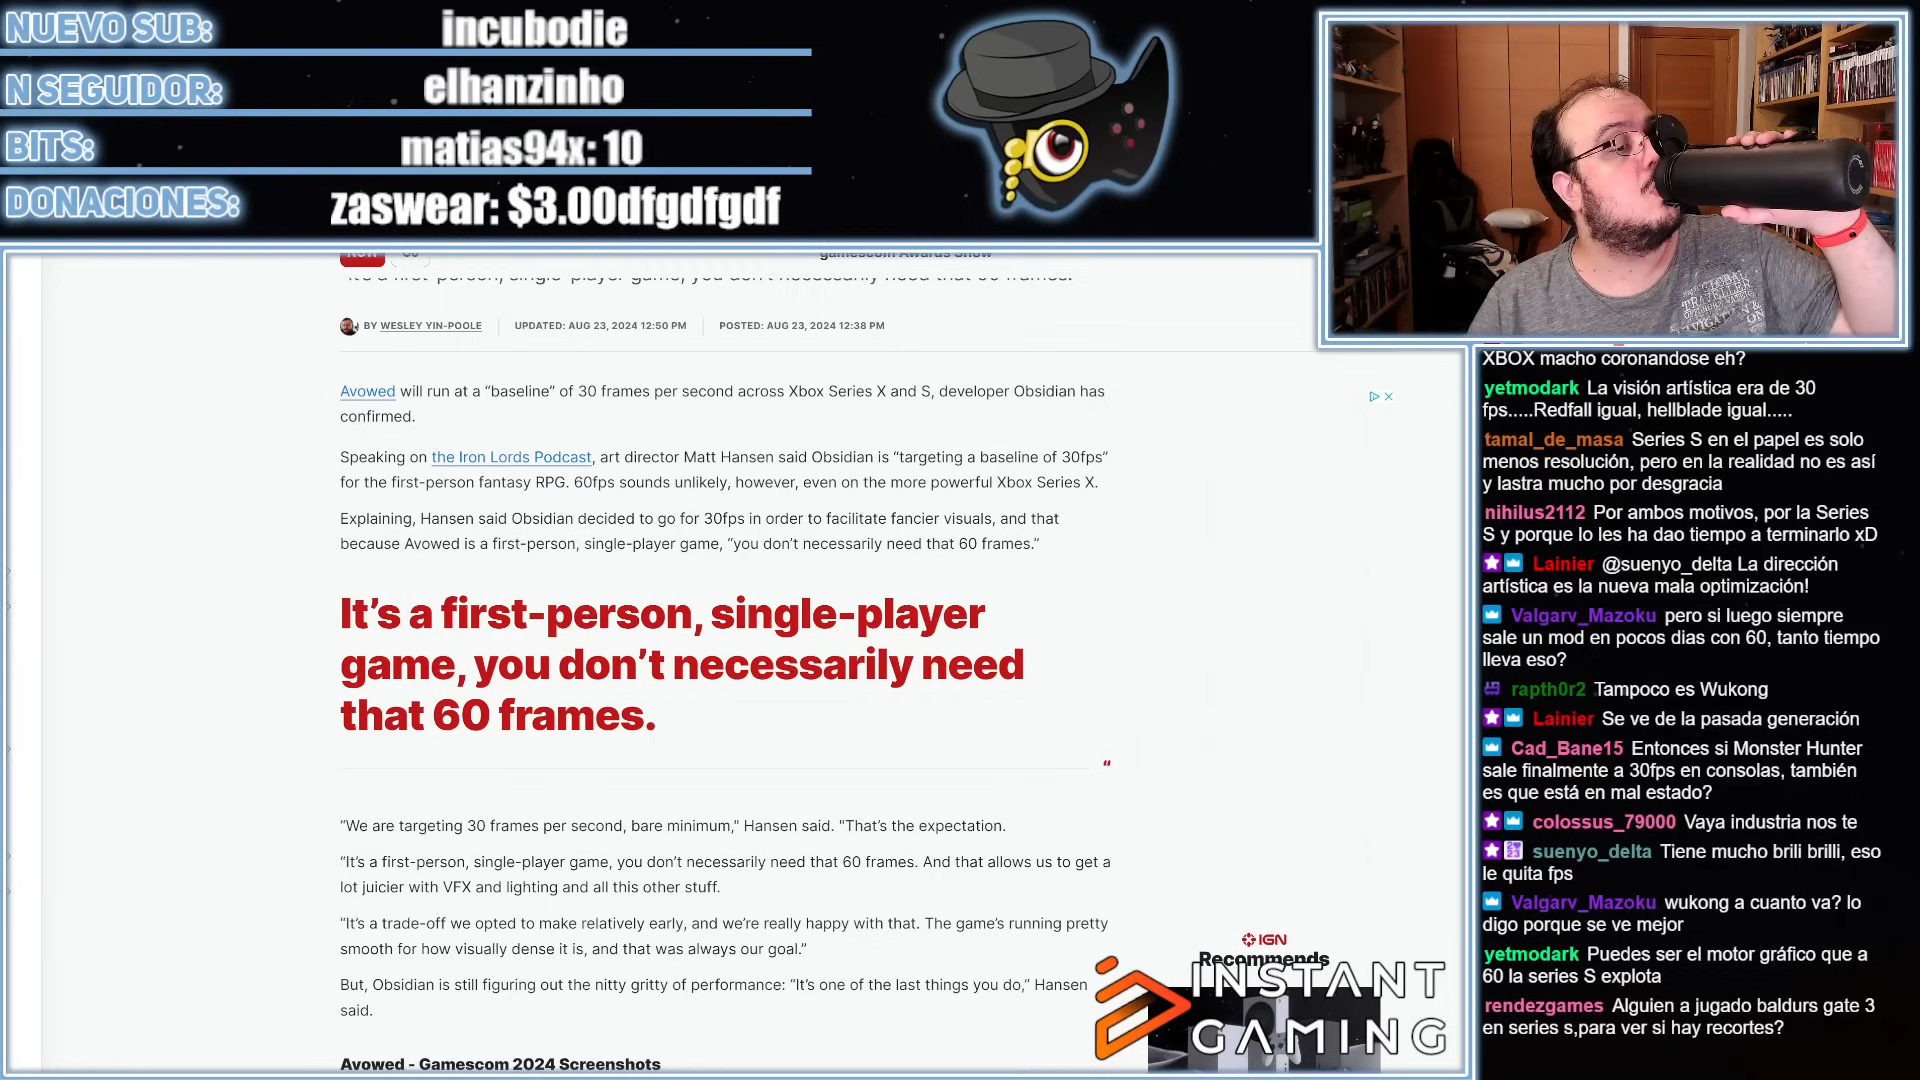 NUEVO SUB:
incubodie
N SEGUIDOR:
elhanzinho
BITS:
matias94x: 10
DONACIONES:
zaswear: $3.00dfgdfgdf
gamescom Awards Show
It's a first-person, single-player game, you don't necessarily need that 60 frames.
BY WESLEY YIN-POOLE
UPDATED: AUG 23, 2024 12:50 PM
POSTED: AUG 23, 2024 12:38 PM
Avowed will run at a “baseline” of 30 frames per second across Xbox Series X and S, developer Obsidian has
confirmed.
Speaking on the Iron Lords Podcast, art director Matt Hansen said Obsidian is “targeting a baseline of 30fps”
for the first-person fantasy RPG. 60fps sounds unlikely, however, even on the more powerful Xbox Series X.
Explaining, Hansen said Obsidian decided to go for 30fps in order to facilitate fancier visuals, and that
because Avowed is a first-person, single-player game, “you don’t necessarily need that 60 frames.”
It’s a first-person, single-player
game, you don’t necessarily need
that 60 frames.
“
“We are targeting 30 frames per second, bare minimum," Hansen said. "That’s the expectation.
“It’s a first-person, single-player game, you don’t necessarily need that 60 frames. And that allows us to get a
lot juicier with VFX and lighting and all this other stuff.
“It’s a trade-off we opted to make relatively early, and we’re really happy with that. The game’s running pretty
smooth for how visually dense it is, and that was always our goal.”
But, Obsidian is still figuring out the nitty gritty of performance: “It’s one of the last things you do,” Hansen
said.
Avowed - Gamescom 2024 Screenshots
IGN
Recommends
INSTANT
GAMING
XBOX macho coronandose eh?
yetmodark La visión artística era de 30
fps.....Redfall igual, hellblade igual.....
tamal_de_masa Series S en el papel es solo
menos resolución, pero en la realidad no es así
y lastra mucho por desgracia
nihilus2112 Por ambos motivos, por la Series
S y porque lo les ha dao tiempo a terminarlo xD
Lainier @suenyo_delta La dirección
artística es la nueva mala optimización!
Valgarv_Mazoku pero si luego siempre
sale un mod en pocos dias con 60, tanto tiempo
lleva eso?
rapth0r2 Tampoco es Wukong
Lainier Se ve de la pasada generación
Cad_Bane15 Entonces si Monster Hunter
sale finalmente a 30fps en consolas, también
es que está en mal estado?
colossus_79000 Vaya industria nos te
suenyo_delta Tiene mucho brili brilli, eso
le quita fps
Valgarv_Mazoku wukong a cuanto va? lo
digo porque se ve mejor
yetmodark Puedes ser el motor gráfico que a
60 la series S explota
rendezgames Alguien a jugado baldurs gate 3
en series s,para ver si hay recortes?